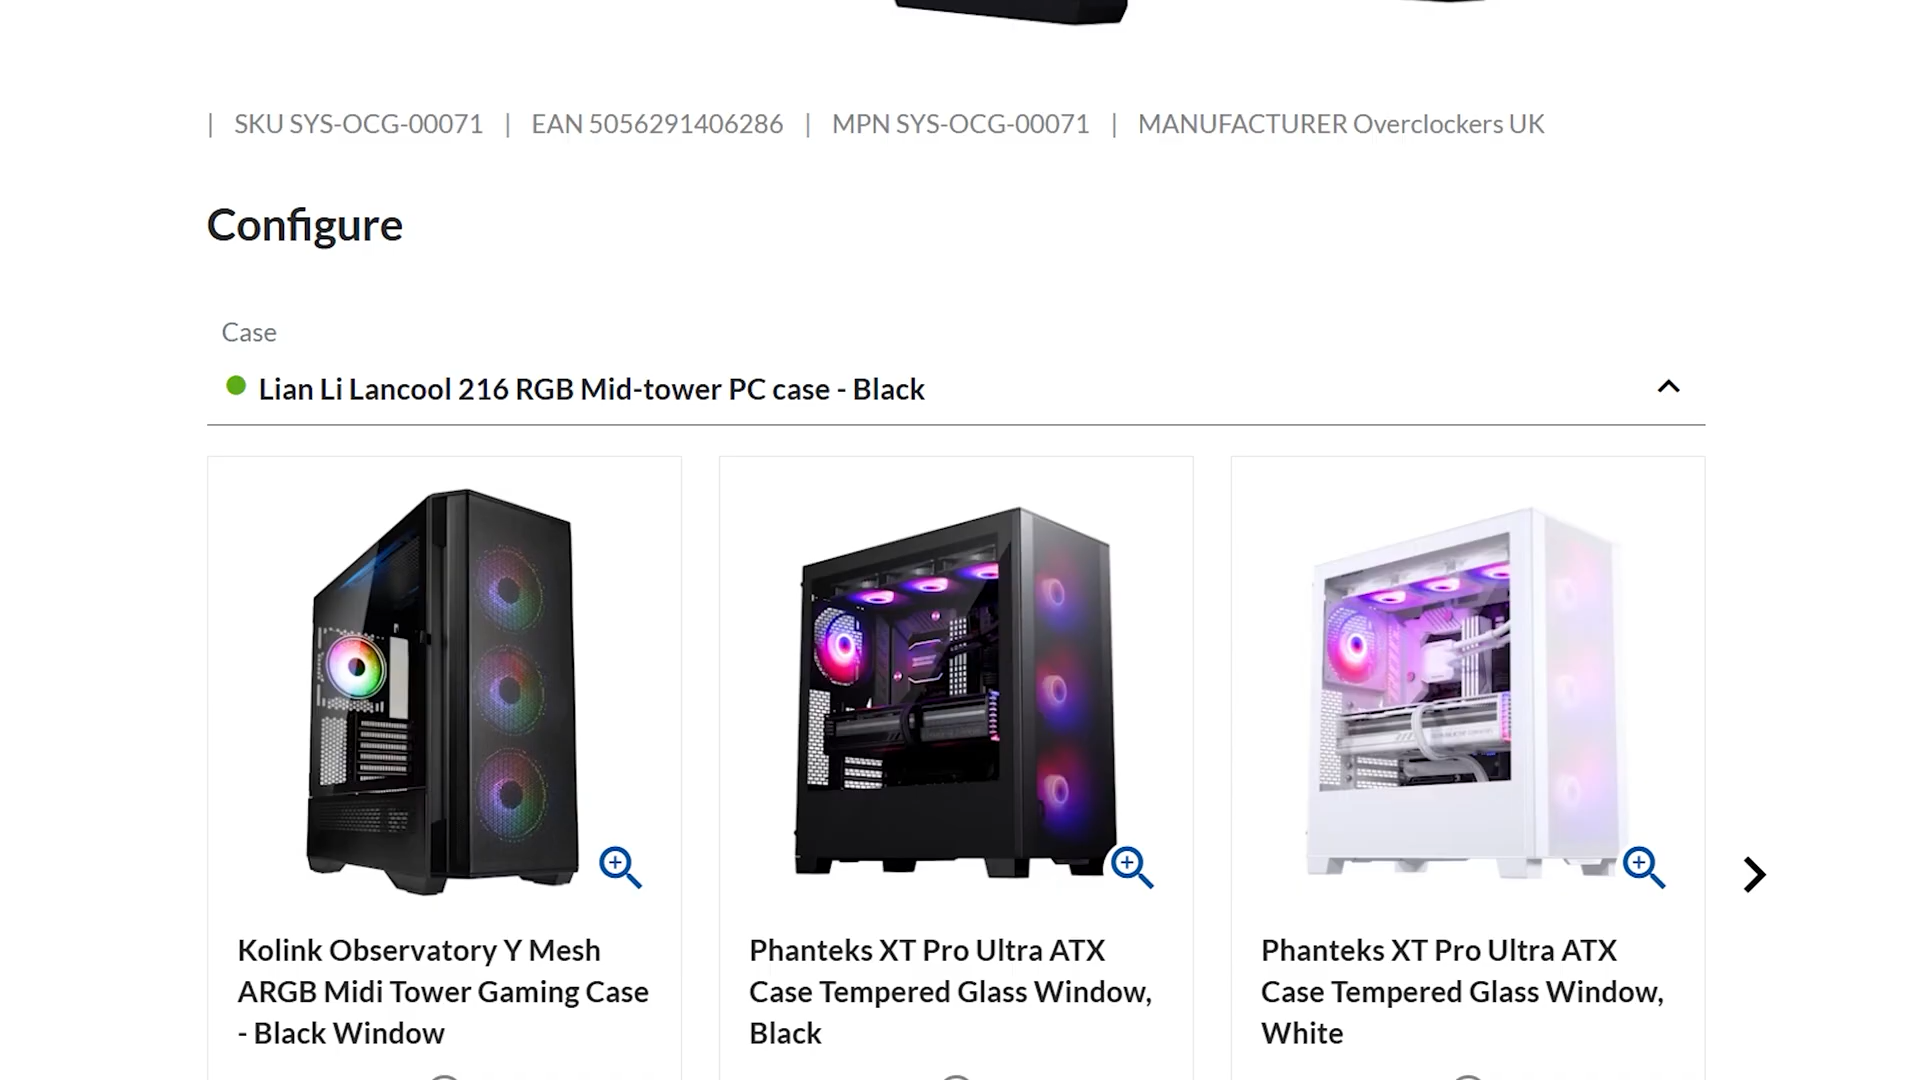 | SKU SYS-OCG-00071 | EAN 5056291406286 | MPN SYS-OCG-00071 | MANUFACTURER Overclockers UK
Configure
Case
Lian Li Lancool 216 RGB Mid-tower PC case - Black
Kolink Observatory Y Mesh
ARGB Midi Tower Gaming Case
- Black Window
Phanteks XT Pro Ultra ATX
Case Tempered Glass Window,
Black
Phanteks XT Pro Ultra ATX
Case Tempered Glass Window,
White